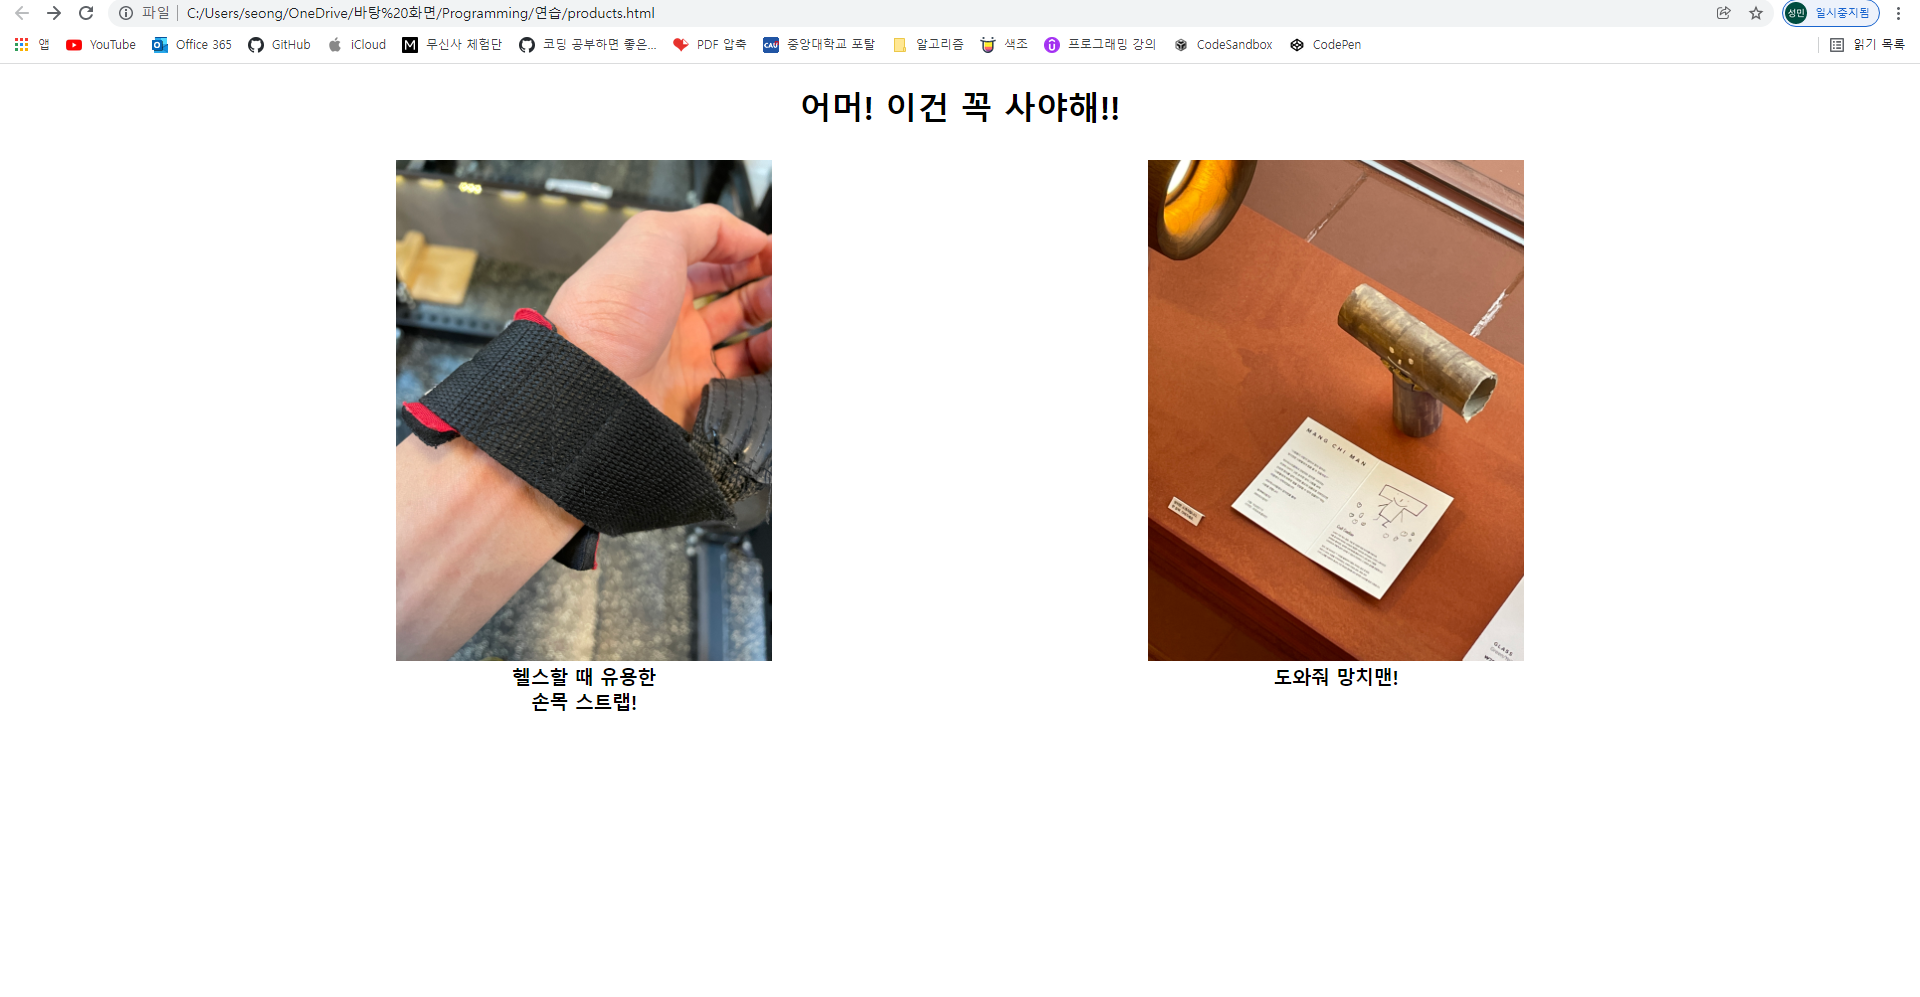 파일 C:/Users/seong/OneDrive/바탕%20화면/Programming/연습/products.html 성민 일시중지됨
앱 YouTube Office 365 GitHub iCloud M 무신사 체험단 코딩 공부하면 좋은... PDF 압축 CAU 중앙대학교 포탈 알고리즘 색조 프로그래밍 강의 CodeSandbox CodePen 읽기 목록
어머! 이건 꼭 사야해!!
MANG CHI MAN
GLASS
헬스할 때 유용한
손목 스트랩!
도와줘 망치맨!